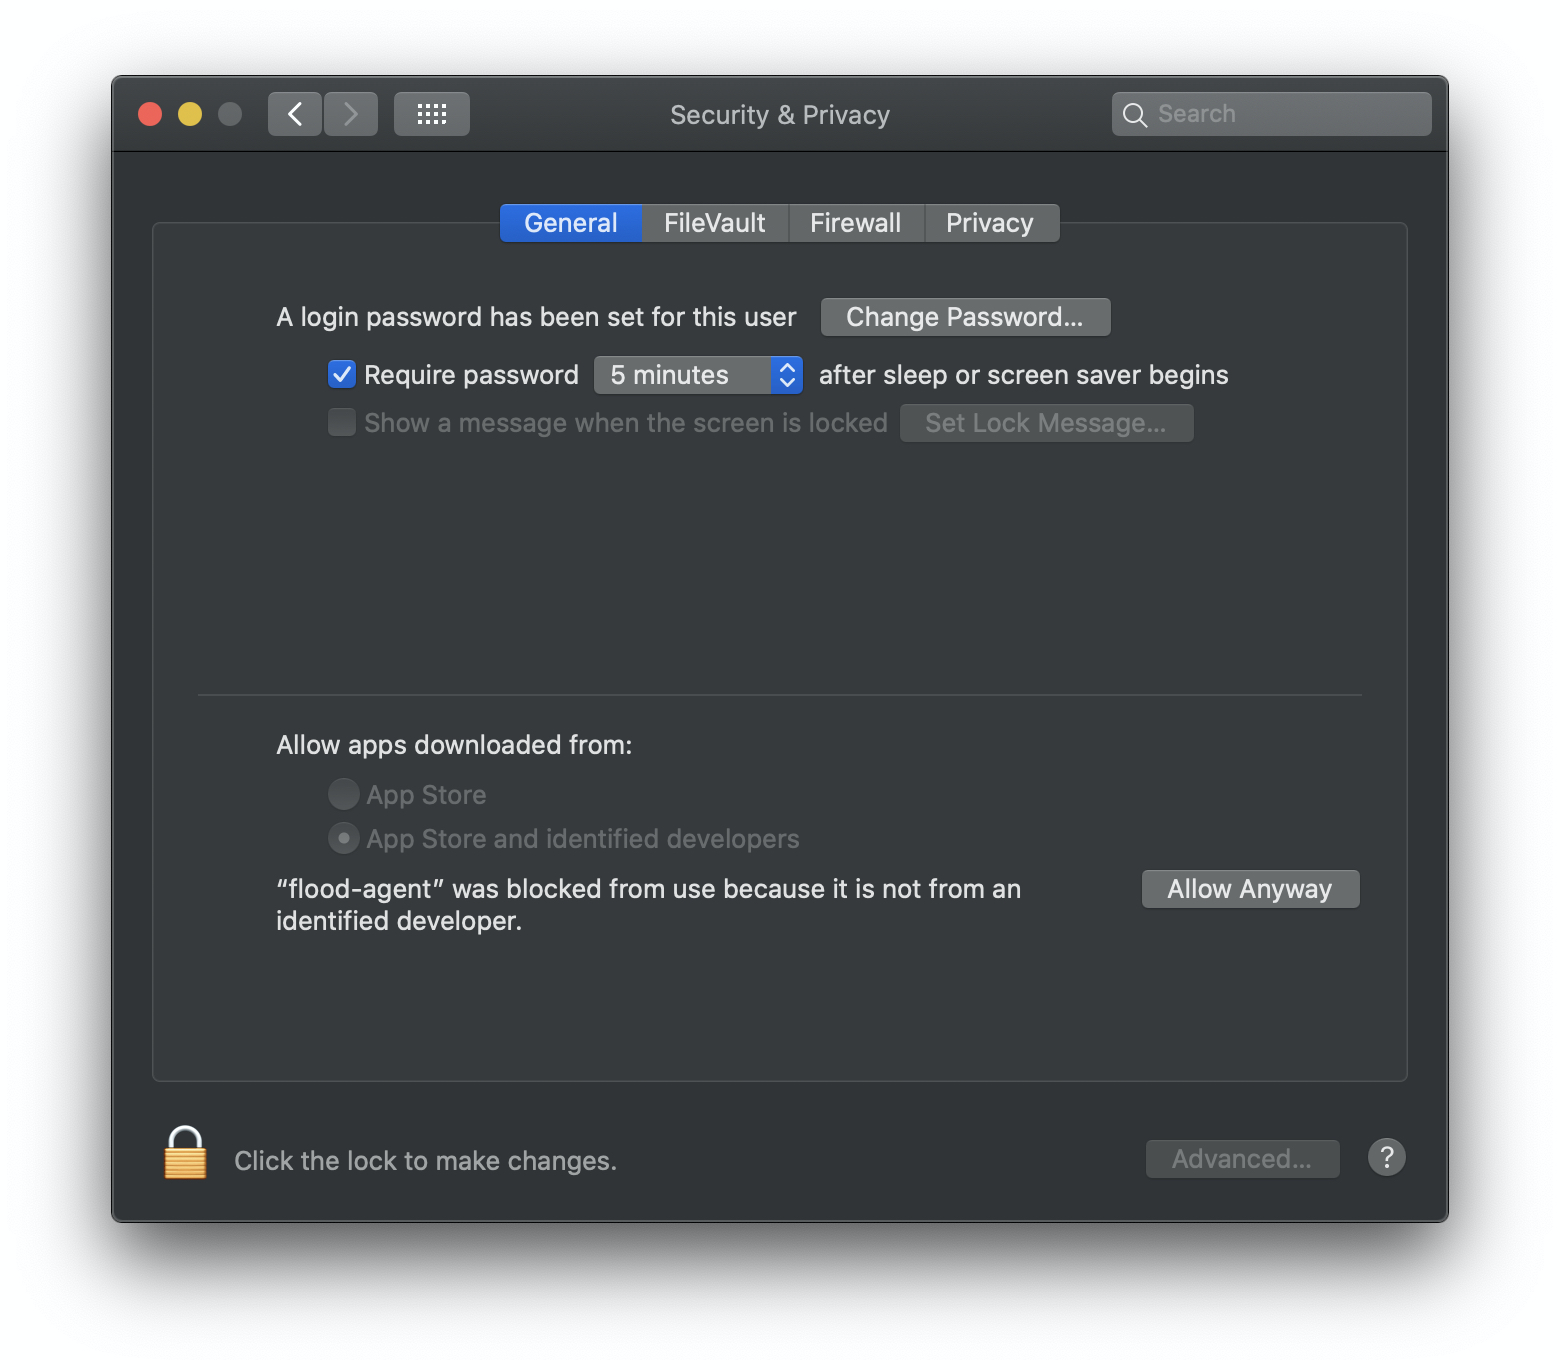 Security & Privacy
Search
General FileVault Firewall Privacy
A login password has been set for this user Change Password...
Require password 5 minutes after sleep or screen saver begins
Show a message when the screen is locked Set Lock Message...
Allow apps downloaded from:
App Store
App Store and identified developers
“flood-agent” was blocked from use because it is not from an Allow Anyway
identified developer.
Click the lock to make changes. Advanced... ?